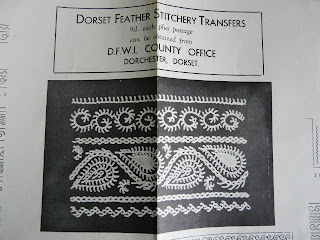 DORSET FEATHER STITCHERY TRANSFERS
9d. each plus postage
can be obtained from
D.F.W.I. COUNTY OFFICE
DORCHESTER, DORSET.